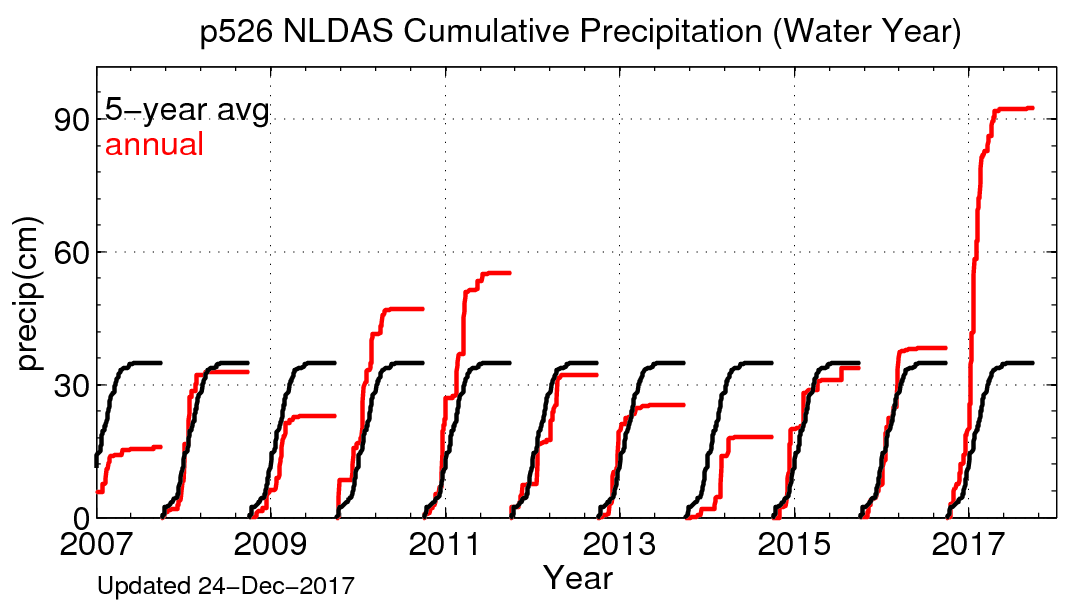 p526 NLDAS Cumulative Precipitation (Water Year)
5−year avg
annual
precip(cm)
90
60
30
0
2007 2009 2011 2013 2015 2017
Year
Updated 24−Dec−2017